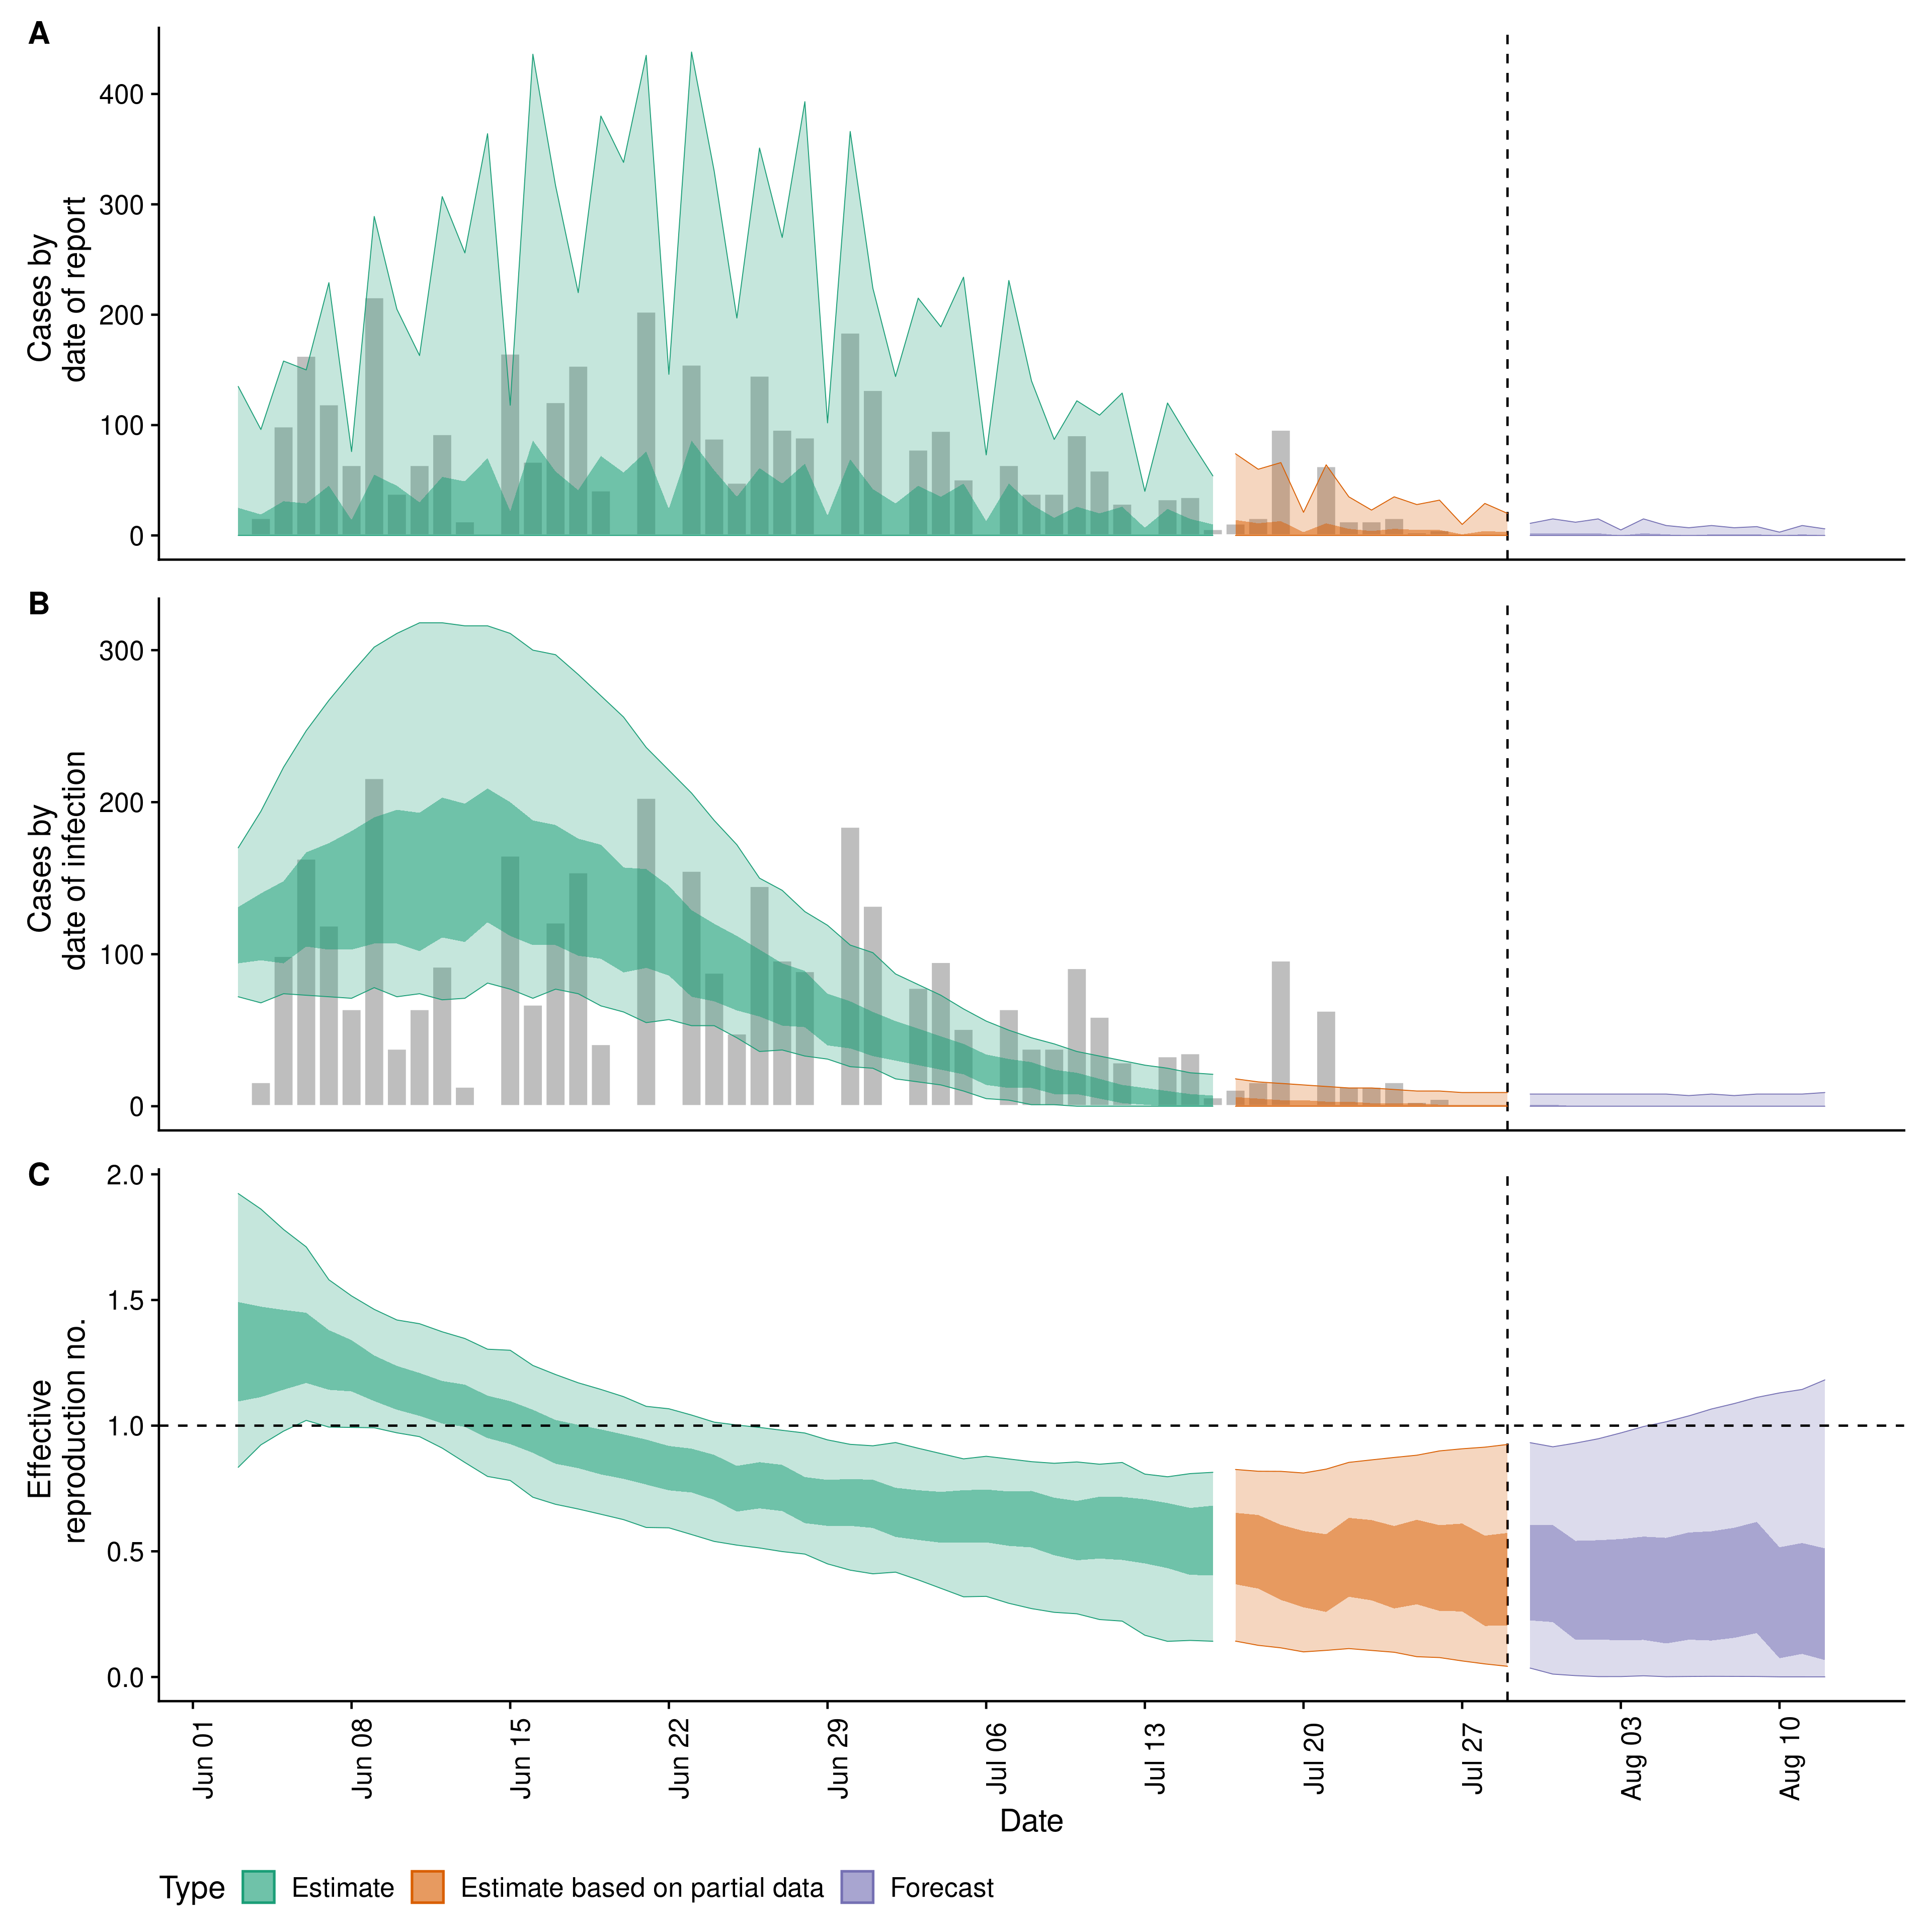 A
Cases by
date of report
400
300
200
100
0
B
Cases by
date of infection
300
200
100
0
C
Effective
reproduction no.
2.0
1.5
1.0
0.5
0.0
Jun 01
Jun 08
Jun 15
Jun 22
Jun 29
Jul 06
Jul 13
Jul 20
Jul 27
Aug 03
Aug 10
Date
Type Estimate Estimate based on partial data Forecast